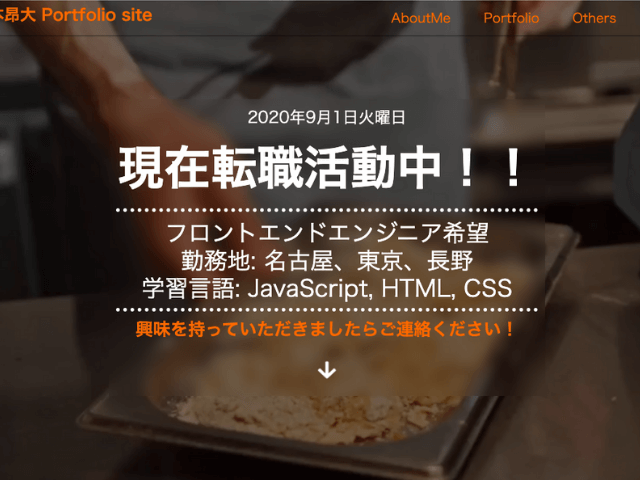 本昂大 Portfolio site
AboutMe Portfolio Others
2020年9月1日火曜日
現在転職活動中！！
フロントエンドエンジニア希望
勤務地: 名古屋、東京、長野
学習言語: JavaScript, HTML, CSS
興味を持っていただきましたらご連絡ください！